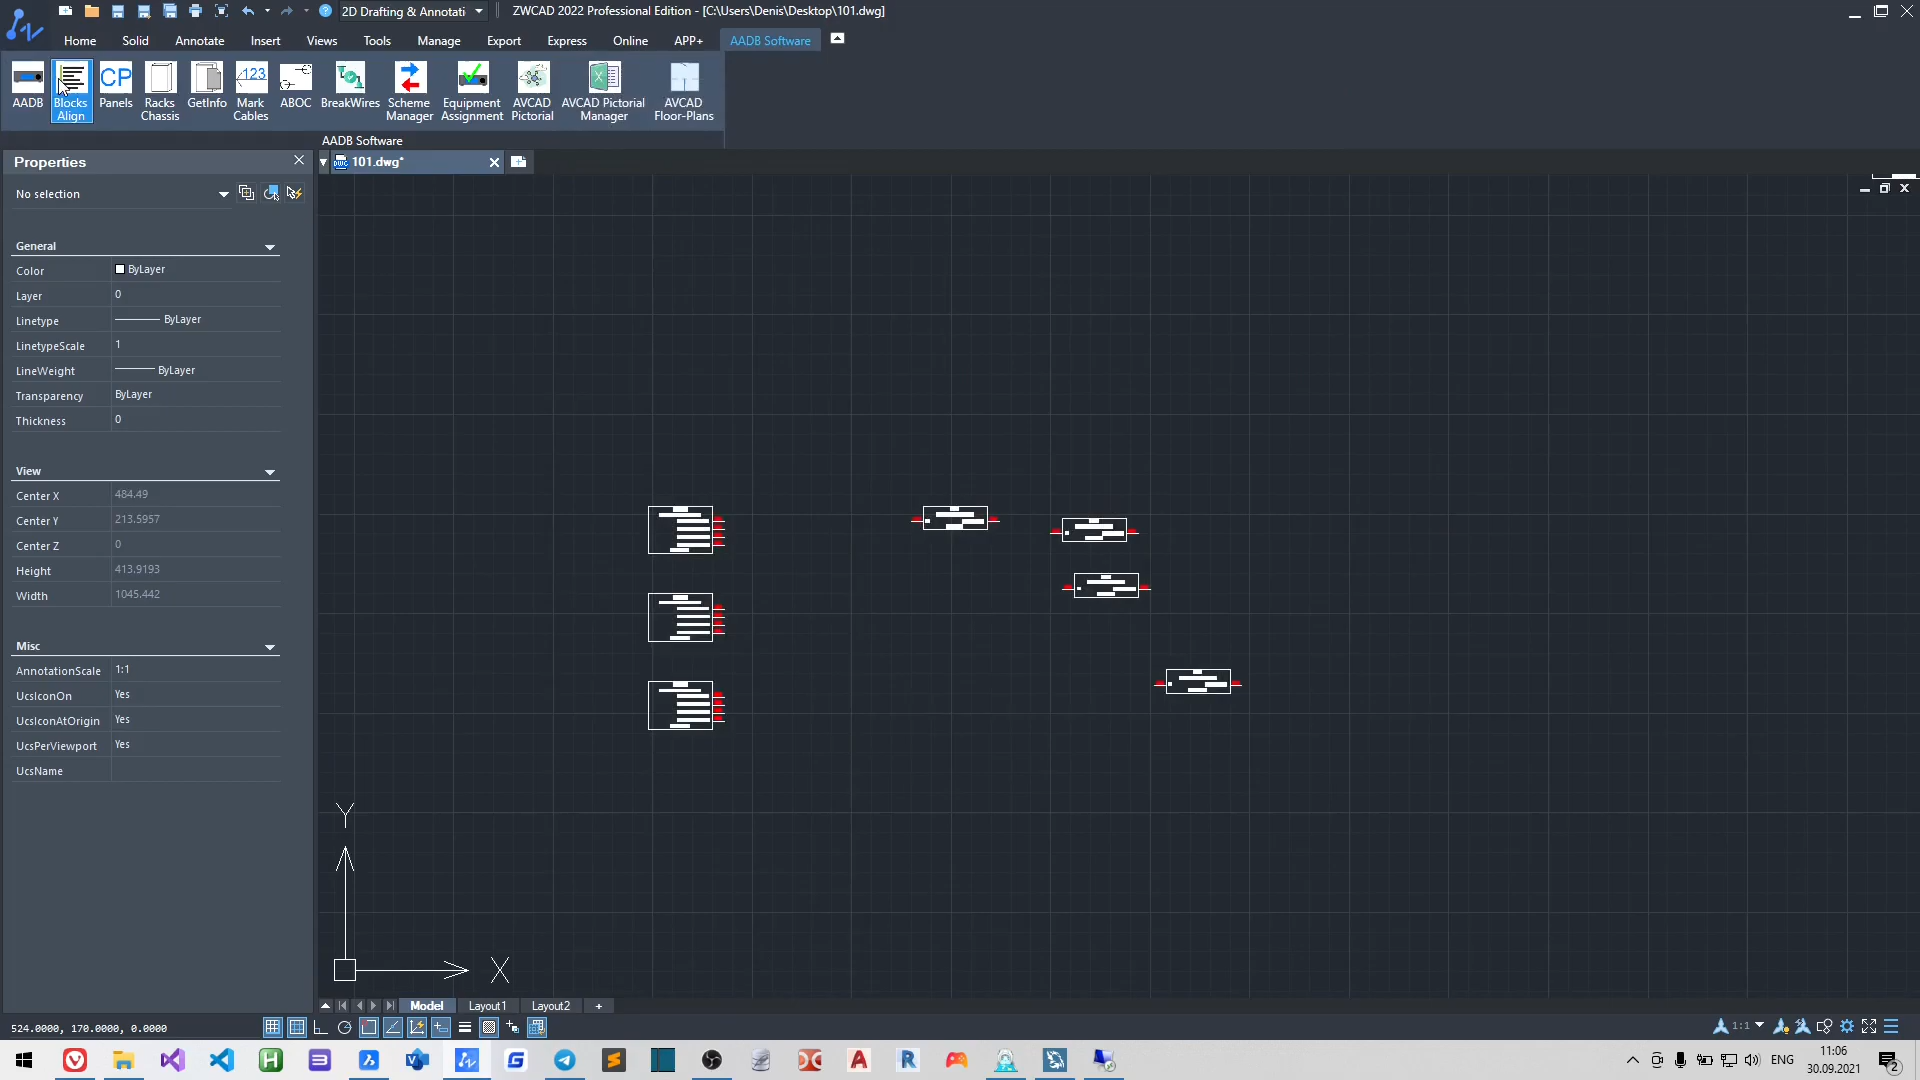 2D Drafting & Annotati
ZWCAD 2022 Professional Edition - [C:\Users\Denis\Desktop\101.dwg]
Home
Solid
Annotate
Insert
Views
Tools
Manage
Export
Express
Online
APP+
AADB Software
AADB
Blocks Align
CP
Panels
Racks Chassis
GetInfo
123
Mark Cables
ABOC
BreakWires
Scheme Manager
Equipment Assignment
AVCAD Pictorial
AVCAD Pictorial Manager
AVCAD Floor-Plans
AADB Software
Properties
101.dwg*
No selection
General
Color ByLayer
Layer 0
Linetype ByLayer
LinetypeScale 1
LineWeight ByLayer
Transparency ByLayer
Thickness 0
View
Center X 484.49
Center Y 213.5957
Center Z 0
Height 413.9193
Width 1045.442
Misc
AnnotationScale 1:1
UcsIconOn Yes
UcsIconAtOrigin Yes
UcsPerViewport Yes
UcsName
Y
X
Model
Layout1
Layout2
+
524.0000, 170.0000, 0.0000
1:1
ENG
11:06
30.09.2021
2